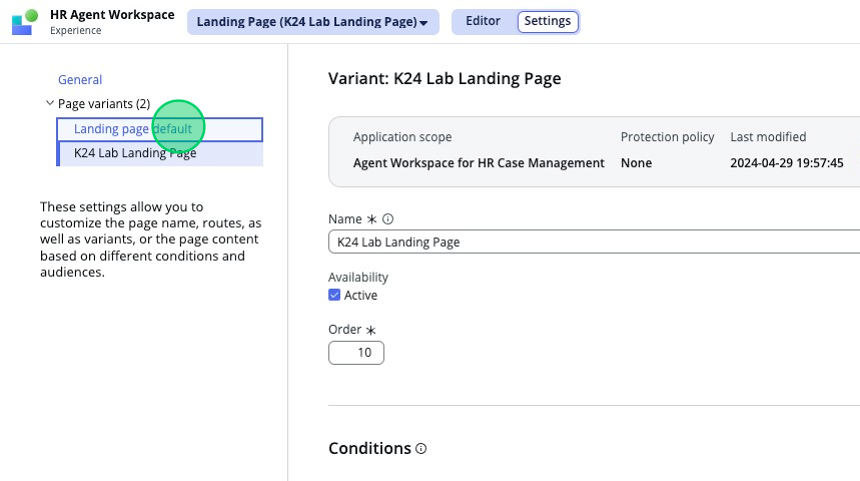 HR Agent Workspace
Experience
Landing Page (K24 Lab Landing Page)
Editor
Settings
General
Page variants (2)
Landing page default
K24 Lab Landing Page
These settings allow you to
customize the page name, routes, as
well as variants, or the page content
based on different conditions and
audiences.
Variant: K24 Lab Landing Page
Application scope
Protection policy
Last modified
Agent Workspace for HR Case Management
None
2024-04-29 19:57:45
Name *
K24 Lab Landing Page
Availability
Active
Order *
10
Conditions